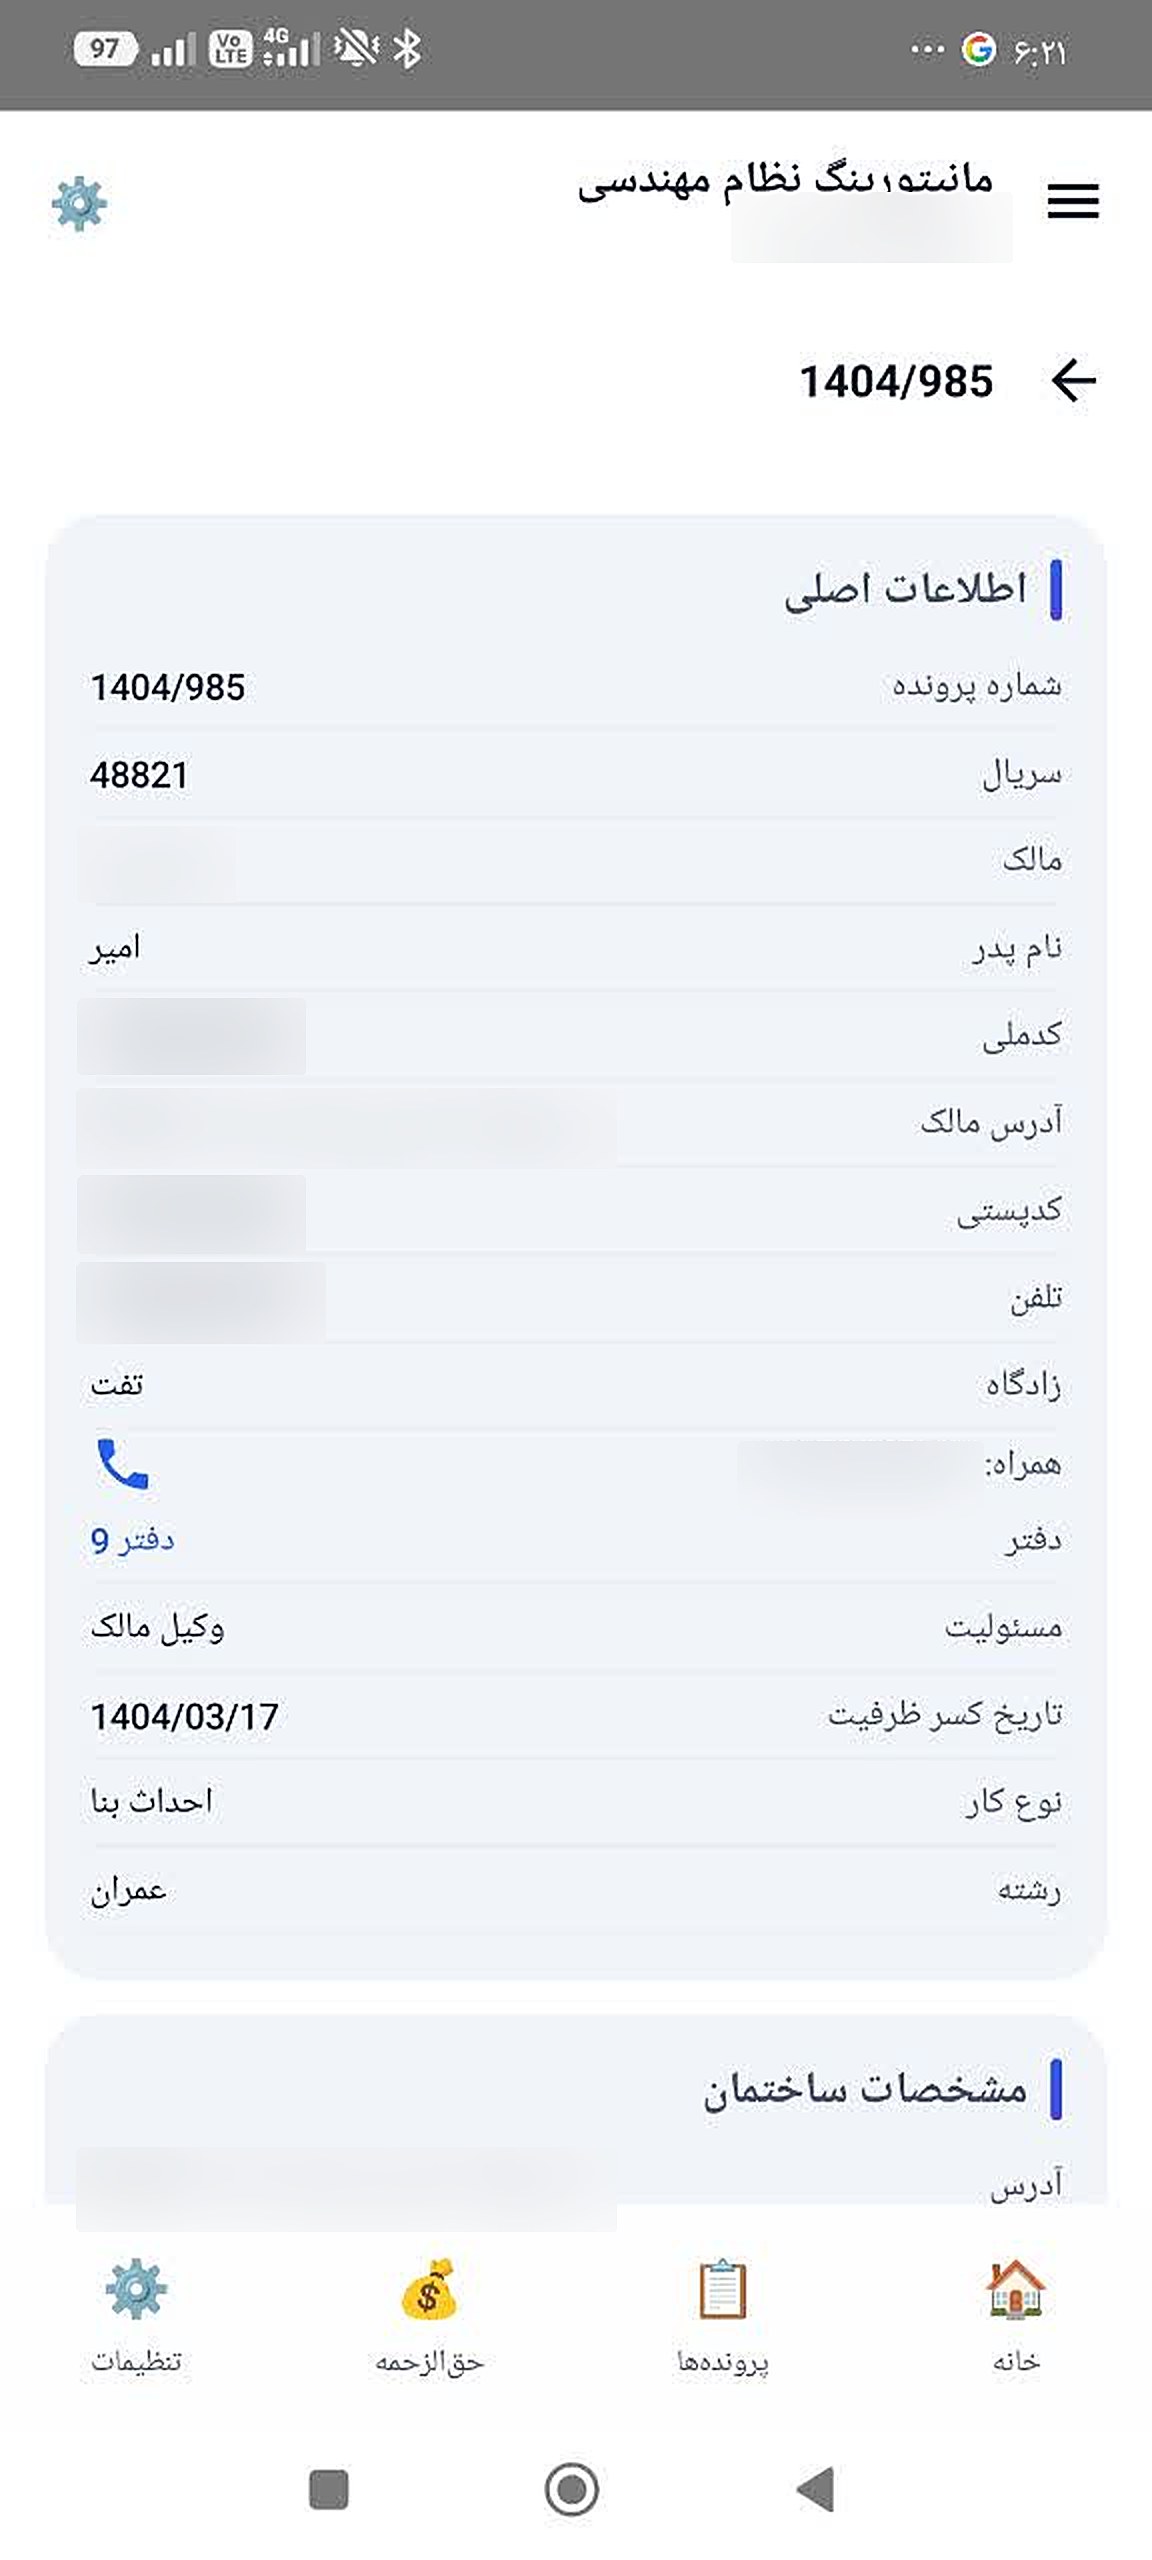 97 VoLTE 4G ... ۶:۲۱
مانیتورینگ نظام مهندسی
1404/985
اطلاعات اصلی
شماره پرونده 1404/985
سریال 48821
مالک
نام پدر امیر
کدملی
آدرس مالک
کدپستی
تلفن
زادگاه تفت
همراه:
دفتر دفتر 9
مسئولیت وکیل مالک
تاریخ کسر ظرفیت 1404/03/17
نوع کار احداث بنا
رشته عمران
مشخصات ساختمان
آدرس
خانه پرونده‌ها حق‌الزحمه تنظیمات